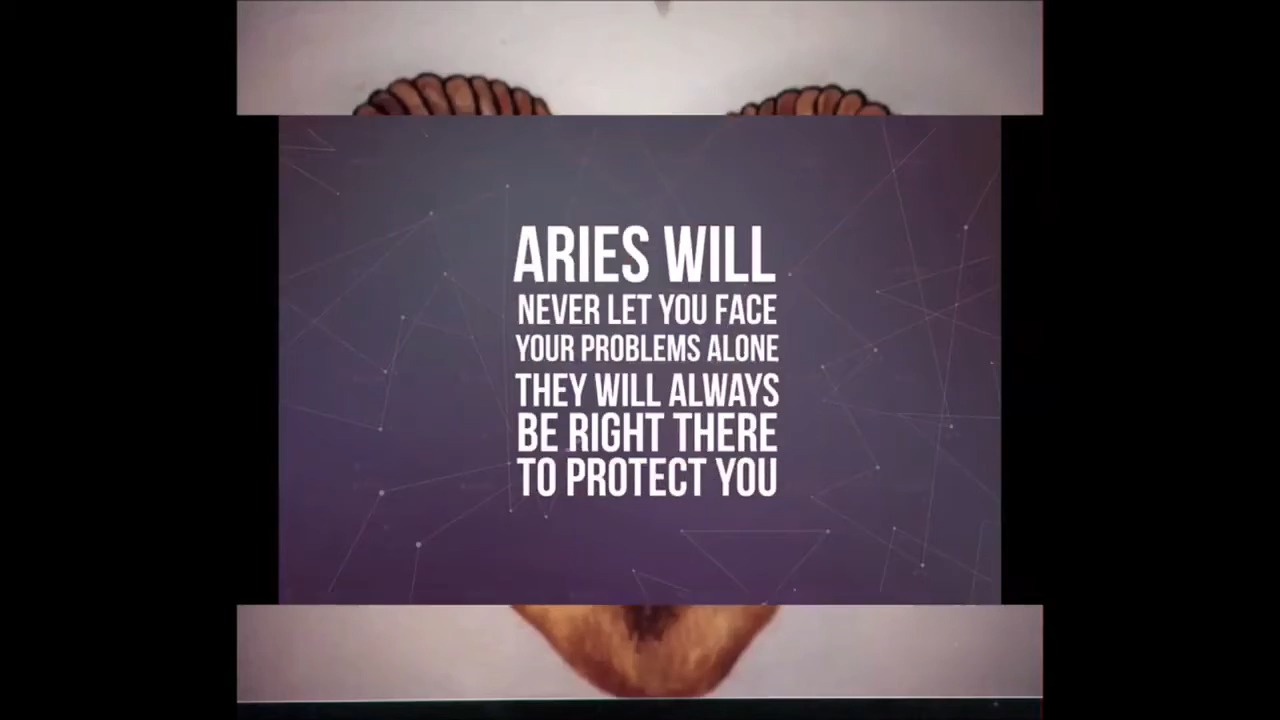 ARIES WILL
NEVER LET YOU FACE
YOUR PROBLEMS ALONE
THEY WILL ALWAYS
BE RIGHT THERE
TO PROTECT YOU